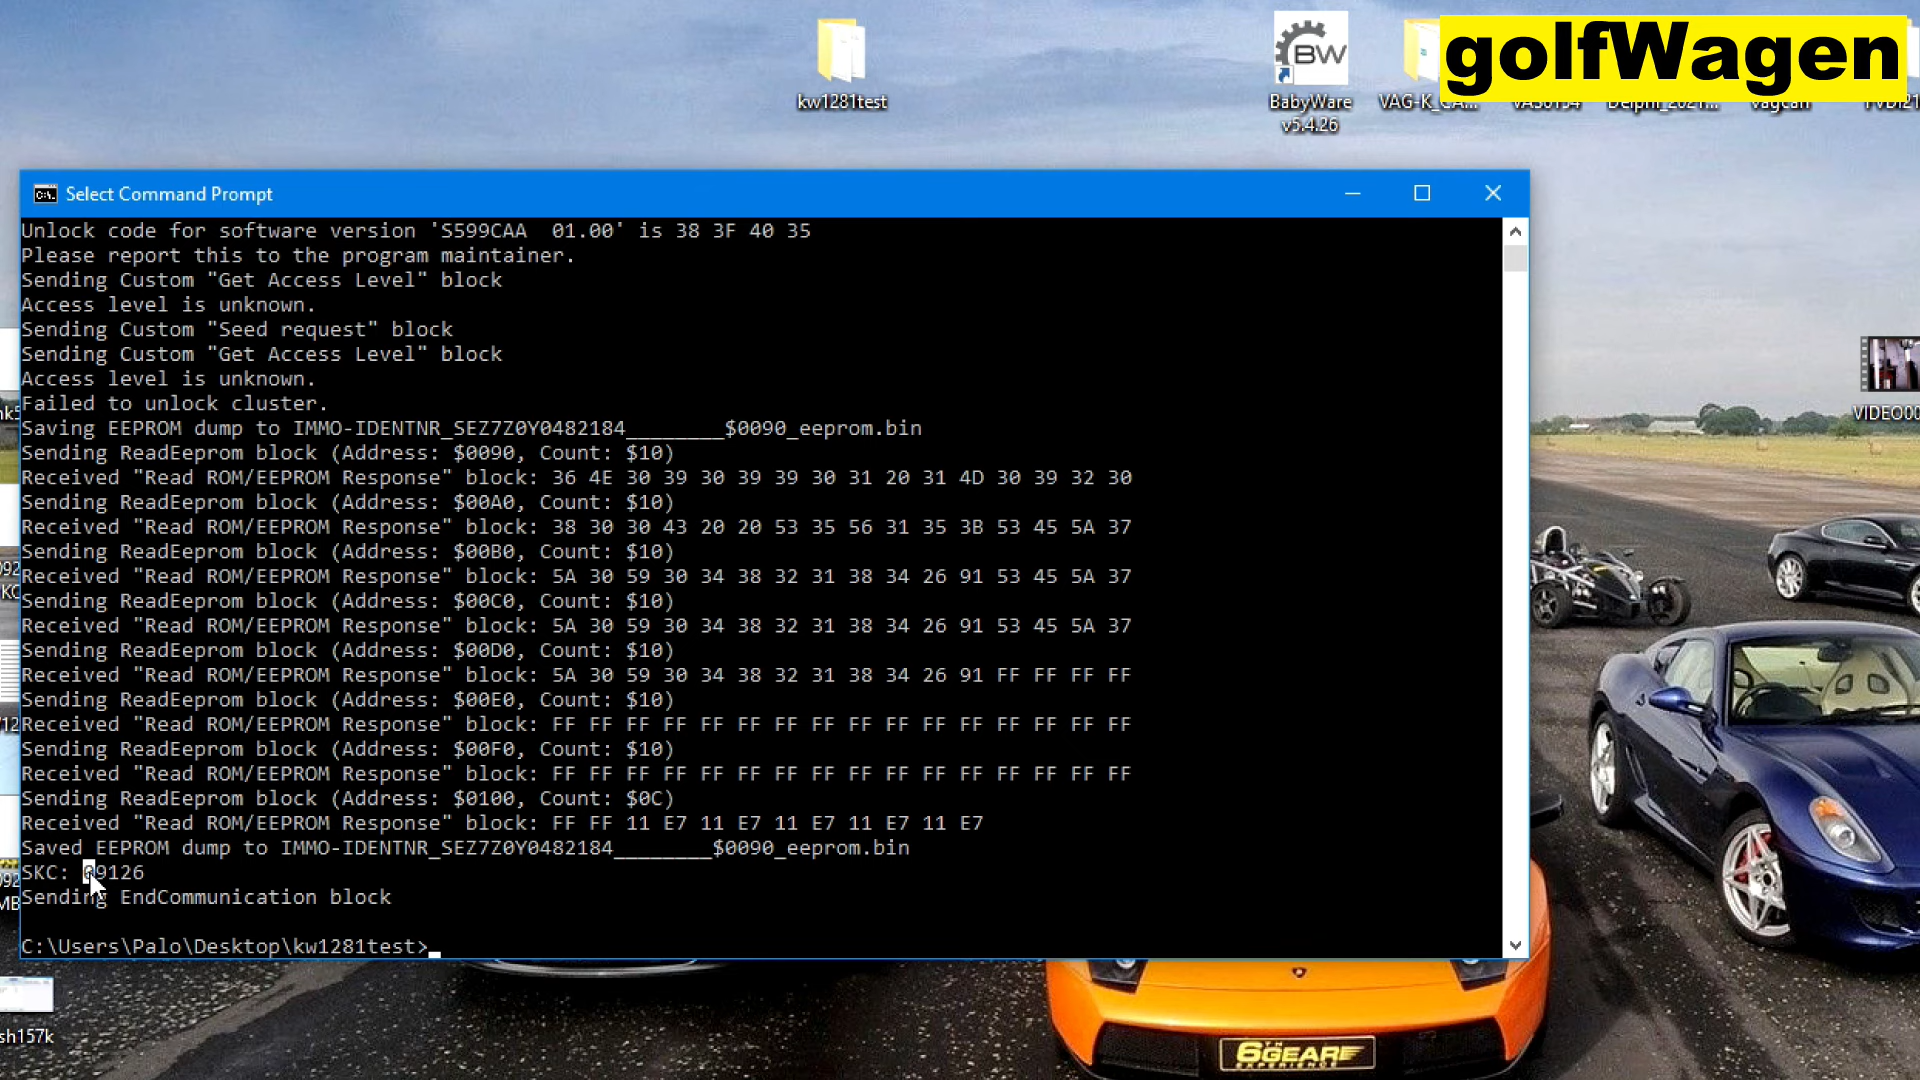 golfWagen
kw1281test
BabyWare
v5.4.26
VAG-K_CA...
Delphi_2021...
vagcan
Select Command Prompt
Unlock code for software version 'S599CAA  01.00' is 38 3F 40 35
Please report this to the program maintainer.
Sending Custom "Get Access Level" block
Access level is unknown.
Sending Custom "Seed request" block
Sending Custom "Get Access Level" block
Access level is unknown.
Failed to unlock cluster.
Saving EEPROM dump to IMMO-IDENTNR_SEZ7Z0Y0482184________$0090_eeprom.bin
Sending ReadEeprom block (Address: $0090, Count: $10)
Received "Read ROM/EEPROM Response" block: 36 4E 30 39 30 39 39 30 31 20 31 4D 30 39 32 30
Sending ReadEeprom block (Address: $00A0, Count: $10)
Received "Read ROM/EEPROM Response" block: 38 30 30 43 20 20 53 35 56 31 35 3B 53 45 5A 37
Sending ReadEeprom block (Address: $00B0, Count: $10)
Received "Read ROM/EEPROM Response" block: 5A 30 59 30 34 38 32 31 38 34 26 91 53 45 5A 37
Sending ReadEeprom block (Address: $00C0, Count: $10)
Received "Read ROM/EEPROM Response" block: 5A 30 59 30 34 38 32 31 38 34 26 91 53 45 5A 37
Sending ReadEeprom block (Address: $00D0, Count: $10)
Received "Read ROM/EEPROM Response" block: 5A 30 59 30 34 38 32 31 38 34 26 91 FF FF FF FF
Sending ReadEeprom block (Address: $00E0, Count: $10)
Received "Read ROM/EEPROM Response" block: FF FF FF FF FF FF FF FF FF FF FF FF FF FF FF FF
Sending ReadEeprom block (Address: $00F0, Count: $10)
Received "Read ROM/EEPROM Response" block: FF FF FF FF FF FF FF FF FF FF FF FF FF FF FF FF
Sending ReadEeprom block (Address: $0100, Count: $0C)
Received "Read ROM/EEPROM Response" block: FF FF 11 E7 11 E7 11 E7 11 E7 11 E7
Saved EEPROM dump to IMMO-IDENTNR_SEZ7Z0Y0482184________$0090_eeprom.bin
SKC: 09126
Sending EndCommunication block
C:\Users\Palo\Desktop\kw1281test>
VIDEO00
sh157k
6TH GEAR
EXPERIENCE